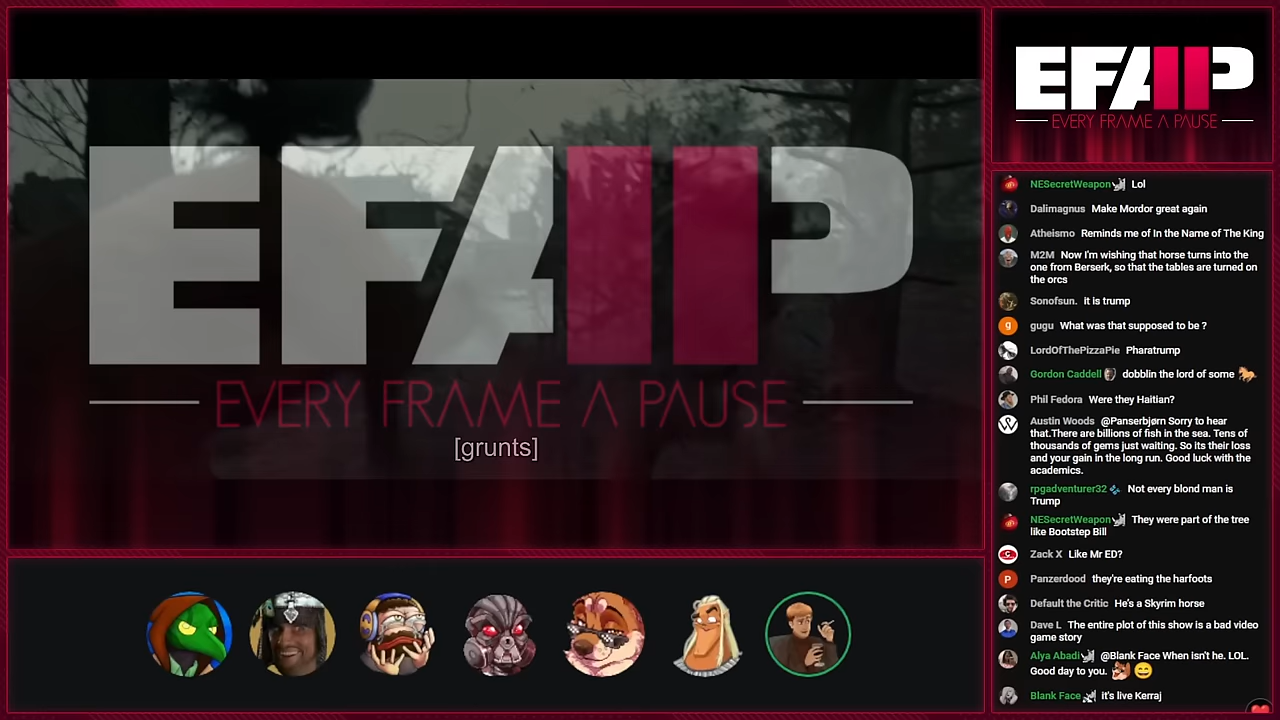 EFAP
EVERY FRAME A PAUSE
[grunts]
EFAP
EVERY FRAME A PAUSE
NESecretWeapon Lol
Dalimagnus Make Mordor great again
Atheismo Reminds me of In the Name of The King
M2M Now I'm wishing that horse turns into the
one from Berserk, so that the tables are turned on
the orcs
Sonofsun. it is trump
g
gugu What was that supposed to be ?
LordOfThePizzaPie Pharatrump
Gordon Caddell dobblin the lord of some
Phil Fedora Were they Haitian?
Austin Woods @Panserbjørn Sorry to hear
that.There are billions of fish in the sea. Tens of
thousands of gems just waiting. So its their loss
and your gain in the long run. Good luck with the
academics.
rpgadventurer32 Not every blond man is
Trump
NESecretWeapon They were part of the tree
like Bootstep Bill
Zack X Like Mr ED?
P
Panzerdood they're eating the harfoots
Default the Critic He's a Skyrim horse
Dave L The entire plot of this show is a bad video
game story
Alya Abadi @Blank Face When isn't he. LOL.
Good day to you.
Blank Face it's live Kerraj